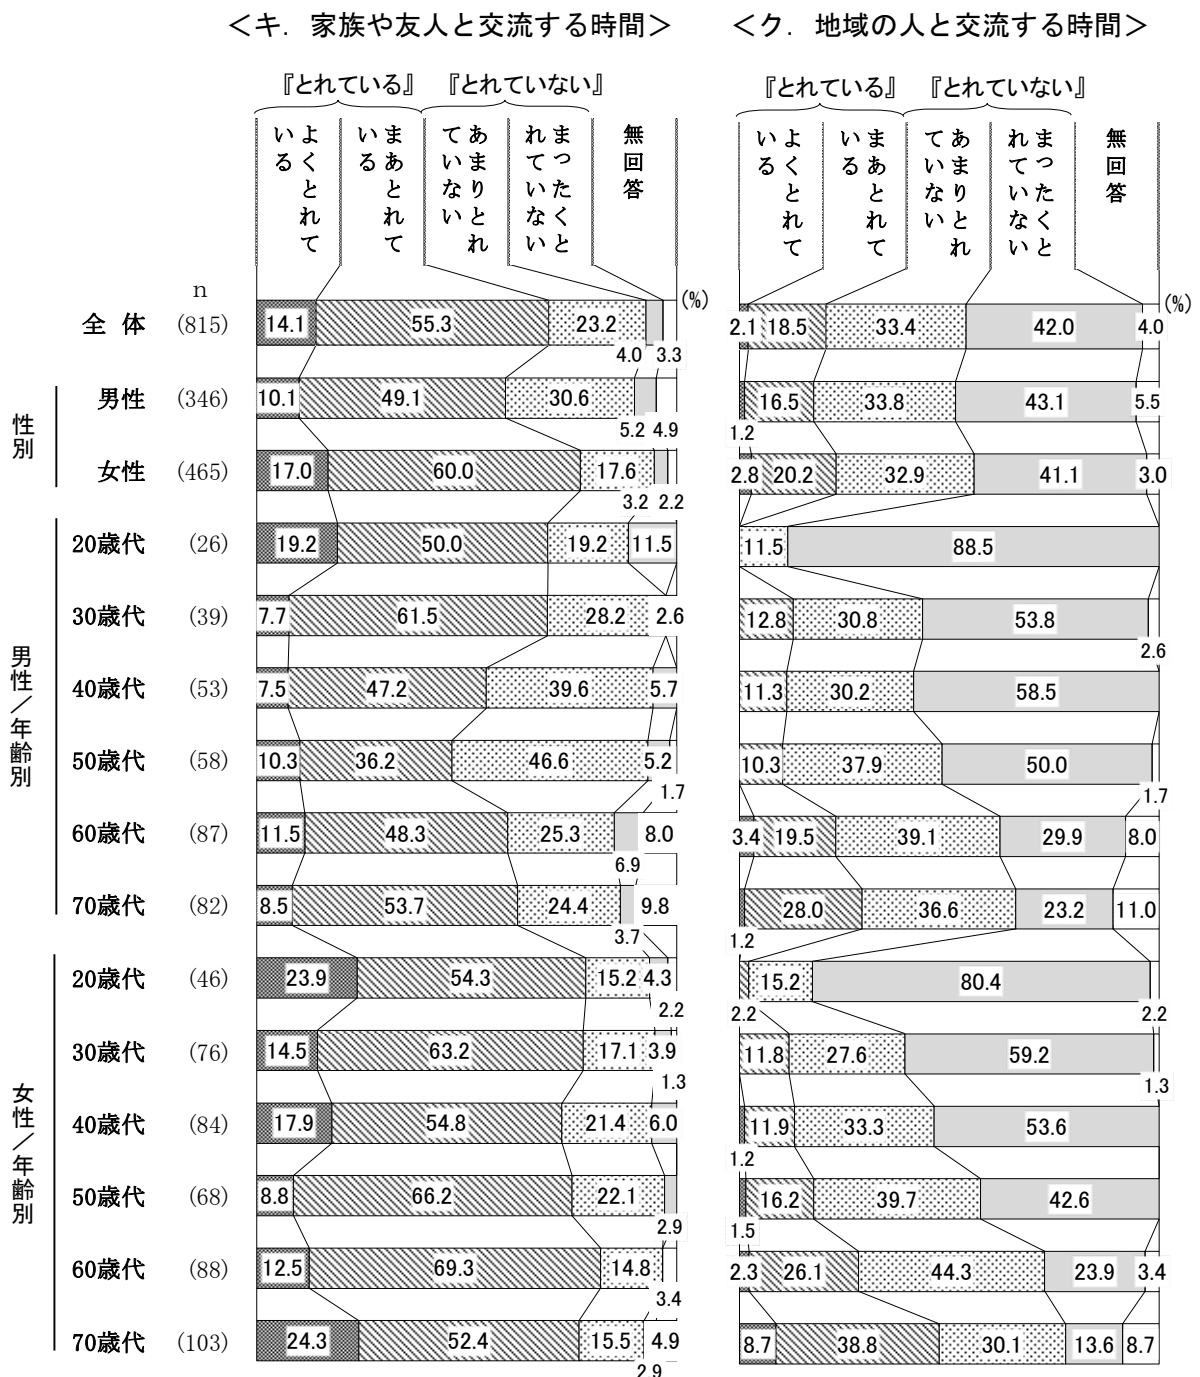 ＜キ．家族や友人と交流する時間＞
＜ク．地域の人と交流する時間＞
『とれている』 『とれていない』
『とれている』 『とれていない』
よくとれている
まあとれている
あまりとれていない
まったくとれていない
無回答
よくとれている
まあとれている
あまりとれていない
まったくとれていない
無回答
n
(%)
(%)
全体 (815) 14.1 55.3 23.2 4.0 3.3
2.1 18.5 33.4 42.0 4.0
性別
男性 (346) 10.1 49.1 30.6 5.2 4.9
1.2 16.5 33.8 43.1 5.5
女性 (465) 17.0 60.0 17.6 3.2 2.2
2.8 20.2 32.9 41.1 3.0
男性／年齢別
20歳代 (26) 19.2 50.0 19.2 11.5
11.5 88.5
30歳代 (39) 7.7 61.5 28.2 2.6
12.8 30.8 53.8 2.6
40歳代 (53) 7.5 47.2 39.6 5.7
11.3 30.2 58.5
50歳代 (58) 10.3 36.2 46.6 5.2 1.7
10.3 37.9 50.0 1.7
60歳代 (87) 11.5 48.3 25.3 6.9 8.0
3.4 19.5 39.1 29.9 8.0
70歳代 (82) 8.5 53.7 24.4 3.7 9.8
1.2 28.0 36.6 23.2 11.0
女性／年齢別
20歳代 (46) 23.9 54.3 15.2 4.3 2.2
2.2 15.2 80.4 2.2
30歳代 (76) 14.5 63.2 17.1 3.9 1.3
11.8 27.6 59.2 1.3
40歳代 (84) 17.9 54.8 21.4 6.0
1.2 11.9 33.3 53.6
50歳代 (68) 8.8 66.2 22.1 2.9
1.5 16.2 39.7 42.6
60歳代 (88) 12.5 69.3 14.8 3.4
2.3 26.1 44.3 23.9 3.4
70歳代 (103) 24.3 52.4 15.5 2.9 4.9
8.7 38.8 30.1 13.6 8.7